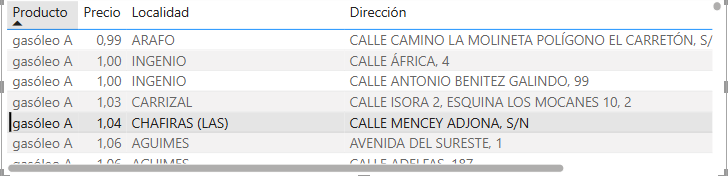 Producto Precio Localidad Dirección
gasóleo A 0,99 ARAFO CALLE CAMINO LA MOLINETA POLÍGONO EL CARRETÓN, S/
gasóleo A 1,00 INGENIO CALLE ÁFRICA, 4
gasóleo A 1,00 INGENIO CALLE ANTONIO BENITEZ GALINDO, 99
gasóleo A 1,03 CARRIZAL CALLE ISORA 2, ESQUINA LOS MOCANES 10, 2
gasóleo A 1,04 CHAFIRAS (LAS) CALLE MENCEY ADJONA, S/N
gasóleo A 1,06 AGUIMES AVENIDA DEL SURESTE, 1
gasóleo A 1,06 AGUIMES CALLE ADELFAS, 187